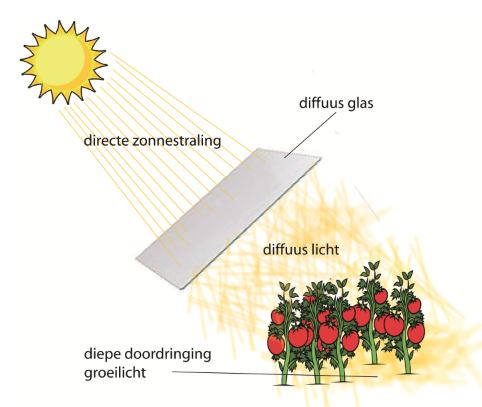 diffuus glas
directe zonnestraling
diffuus licht
diepe doordringing
groeilicht